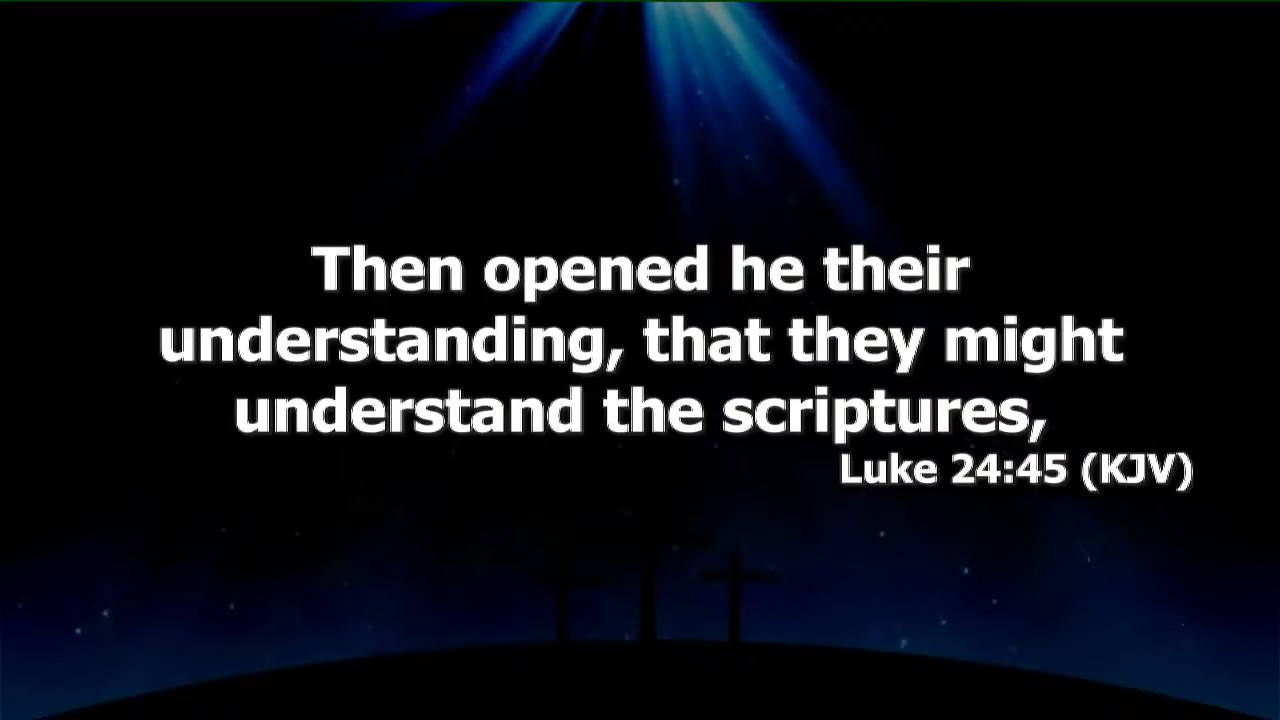 Then opened he their
understanding, that they might
understand the scriptures,
Luke 24:45 (KJV)